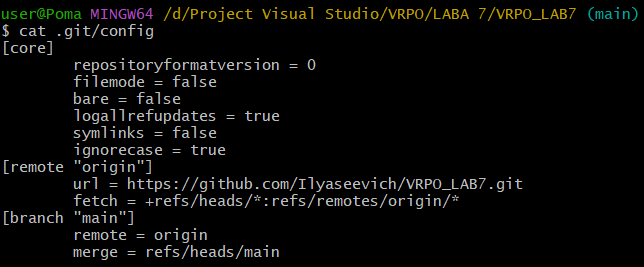 user@Poma MINGW64 /d/Project Visual Studio/VRPO/LABA 7/VRPO_LAB7 (main)
$ cat .git/config
[core]
        repositoryformatversion = 0
        filemode = false
        bare = false
        logallrefupdates = true
        symlinks = false
        ignorecase = true
[remote "origin"]
        url = https://github.com/Ilyaseevich/VRPO_LAB7.git
        fetch = +refs/heads/*:refs/remotes/origin/*
[branch "main"]
        remote = origin
        merge = refs/heads/main